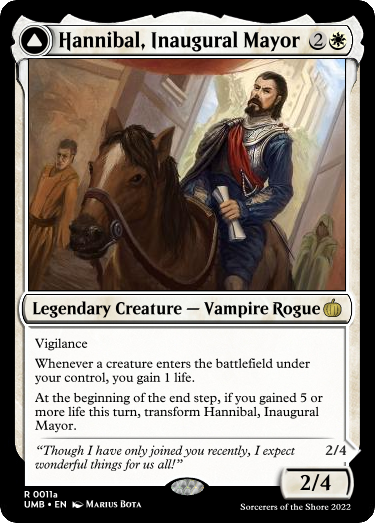 Hannibal, Inaugural Mayor 2
Legendary Creature — Vampire Rogue
Vigilance
Whenever a creature enters the battlefield under
your control, you gain 1 life.
At the beginning of the end step, if you gained 5 or
more life this turn, transform Hannibal, Inaugural
Mayor.
“Though I have only joined you recently, I expect
wonderful things for us all!”
2/4
2/4
R 0011a
UMB • EN Marius Bota
Sorcerers of the Shore 2022